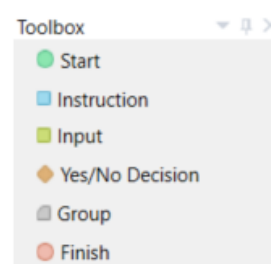 Toolbox
Start
Instruction
Input
Yes/No Decision
Group
Finish